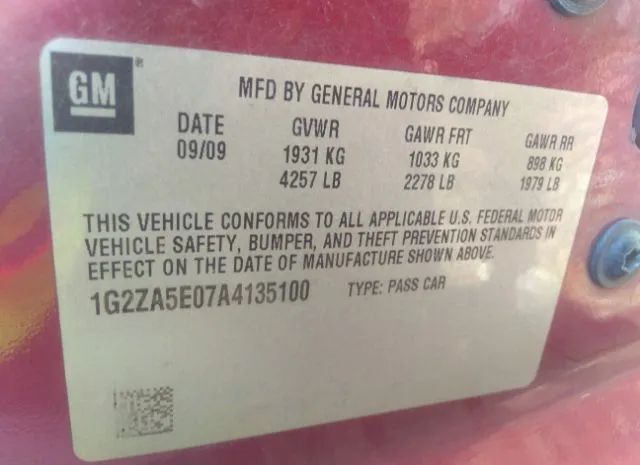 GM®
MFD BY GENERAL MOTORS COMPANY
DATE GVWR GAWR FRT GAWR RR
09/09 1931 KG 1033 KG 898 KG
4257 LB 2278 LB 1979 LB
THIS VEHICLE CONFORMS TO ALL APPLICABLE U.S. FEDERAL MOTOR
VEHICLE SAFETY, BUMPER, AND THEFT PREVENTION STANDARDS IN
EFFECT ON THE DATE OF MANUFACTURE SHOWN ABOVE.
1G2ZA5E07A4135100 TYPE: PASS CAR